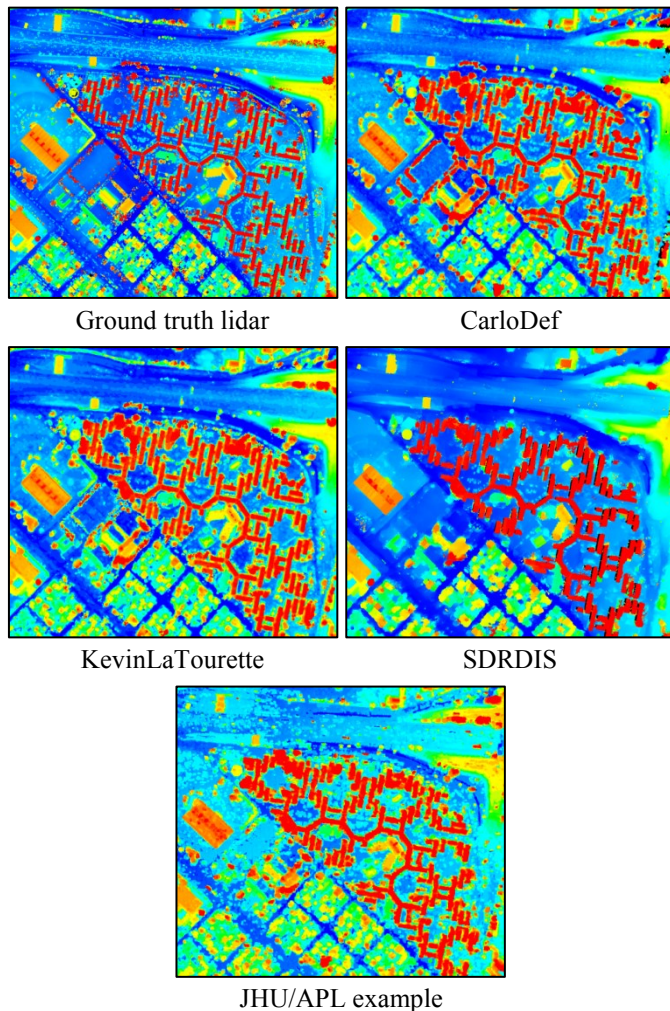 Ground truth lidar
CarloDef
KevinLaTourette
SDRDIS
JHU/APL example